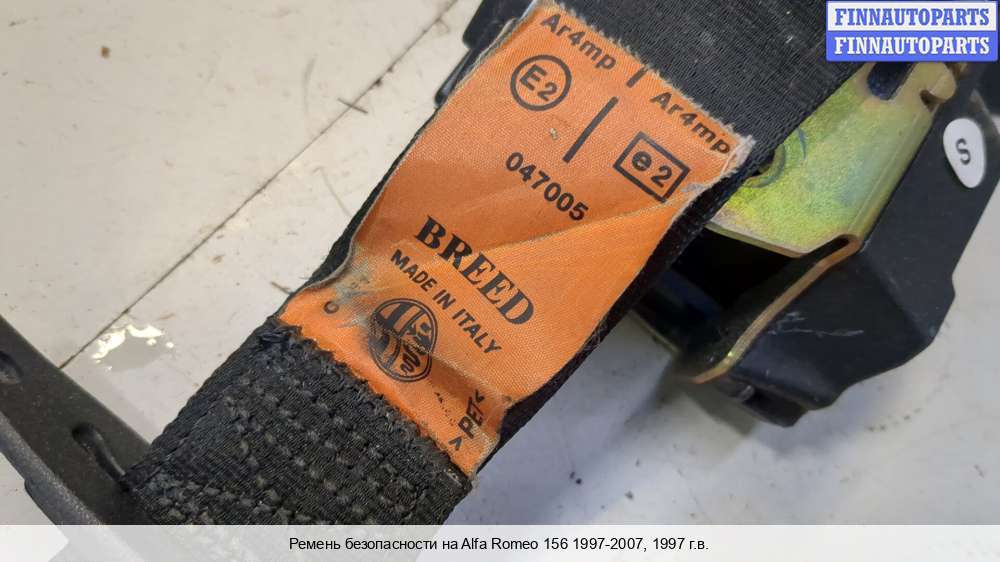 FINNAUTOPARTS
FINNAUTOPARTS
Ar4mp
Ar4mp
E2
e2
047005
BREED
MADE IN ITALY
S
Ремень безопасности на Alfa Romeo 156 1997-2007, 1997 г.в.